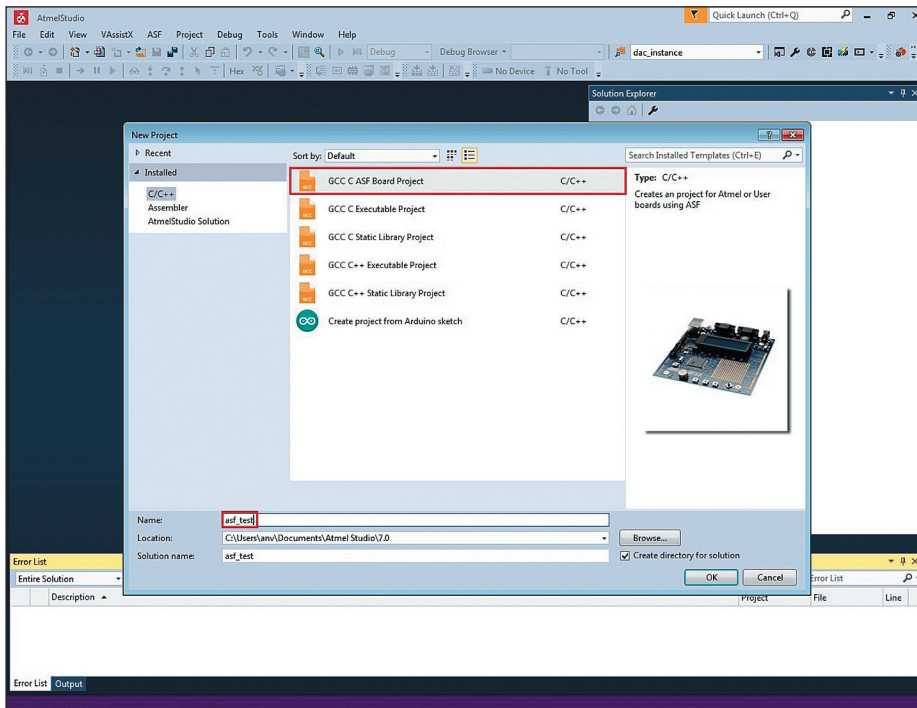 AtmelStudio
Quick Launch (Ctrl+Q)
File Edit View VAssistX ASF Project Debug Tools Window Help
Debug Debug Browser dac_instance
Hex No Device No Tool
Solution Explorer
New Project
Recent
Installed
C/C++
Assembler
AtmelStudio Solution
Sort by: Default
GCC C ASF Board Project C/C++
GCC C Executable Project C/C++
GCC C Static Library Project C/C++
GCC C++ Executable Project C/C++
GCC C++ Static Library Project C/C++
Create project from Arduino sketch C/C++
Search Installed Templates (Ctrl+E)
Type: C/C++
Creates an project for Atmel or User
boards using ASF
Name: asf_test
Location: C:\Users\anv\Documents\Atmel Studio\7.0
Browse...
Solution name: asf_test
Create directory for solution
OK Cancel
Error List
Entire Solution
Error List
Description Project File Line
Error List Output